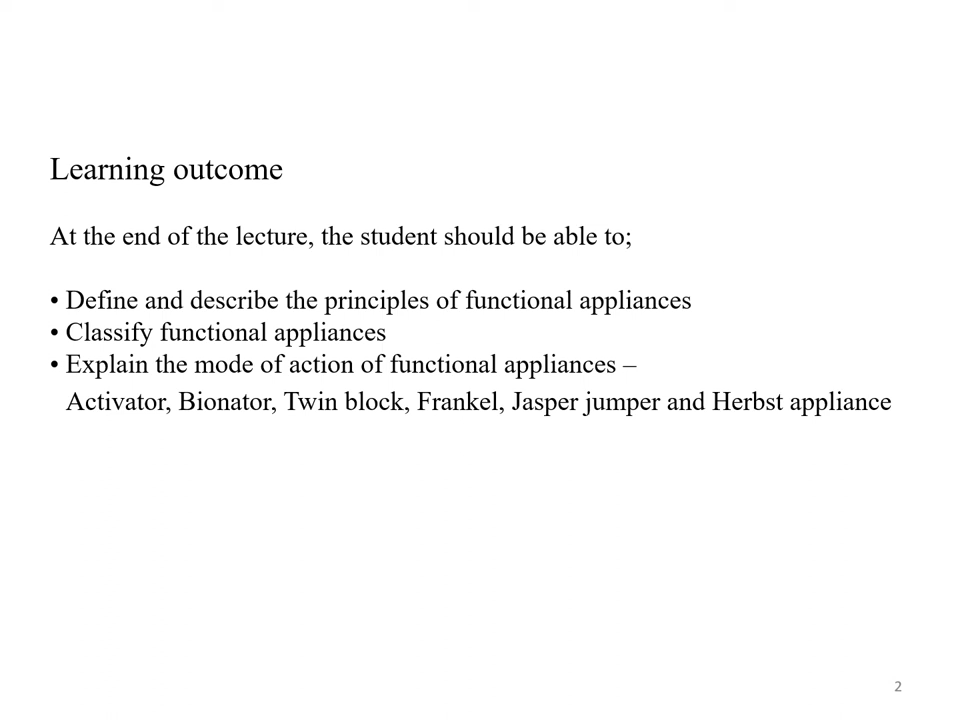 Learning outcome
At the end of the lecture, the student should be able to;
• Define and describe the principles of functional appliances
• Classify functional appliances
• Explain the mode of action of functional appliances –
Activator, Bionator, Twin block, Frankel, Jasper jumper and Herbst appliance
2